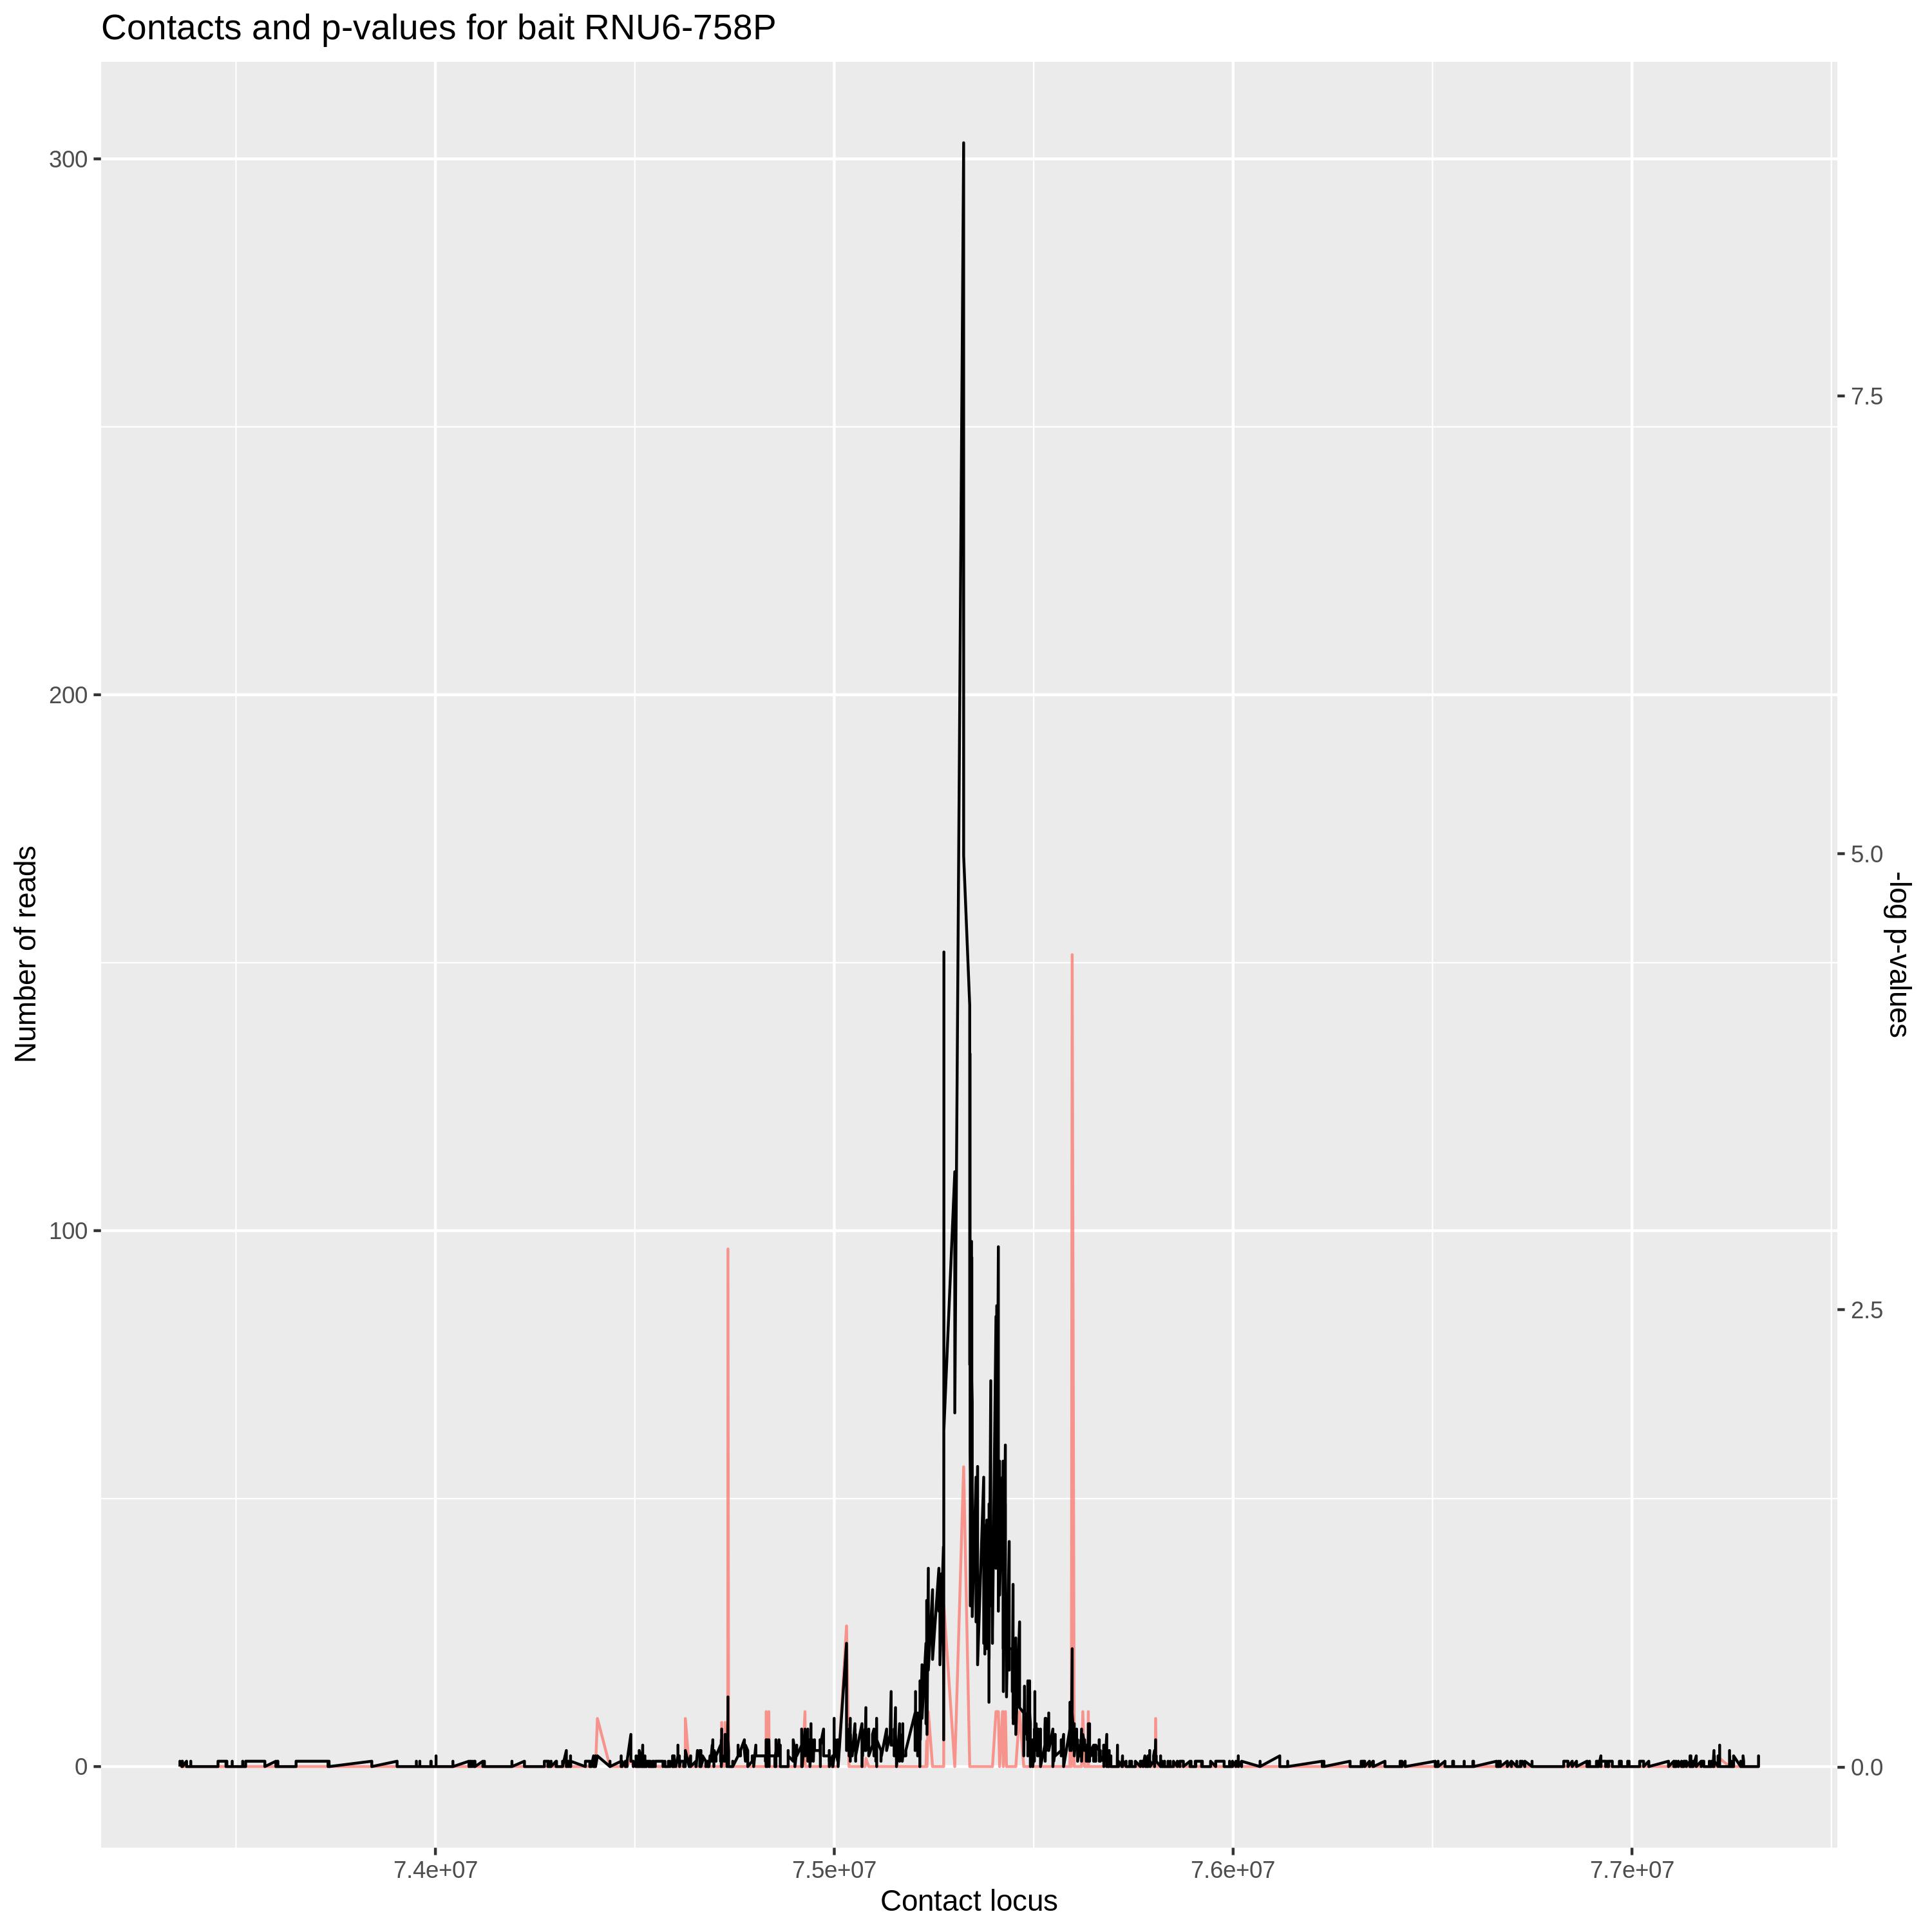 Contacts and p-values for bait RNU6-758P
300
200
100
0
Number of reads
7.5
5.0
2.5
0.0
-log p-values
7.4e+07
7.5e+07
7.6e+07
7.7e+07
Contact locus